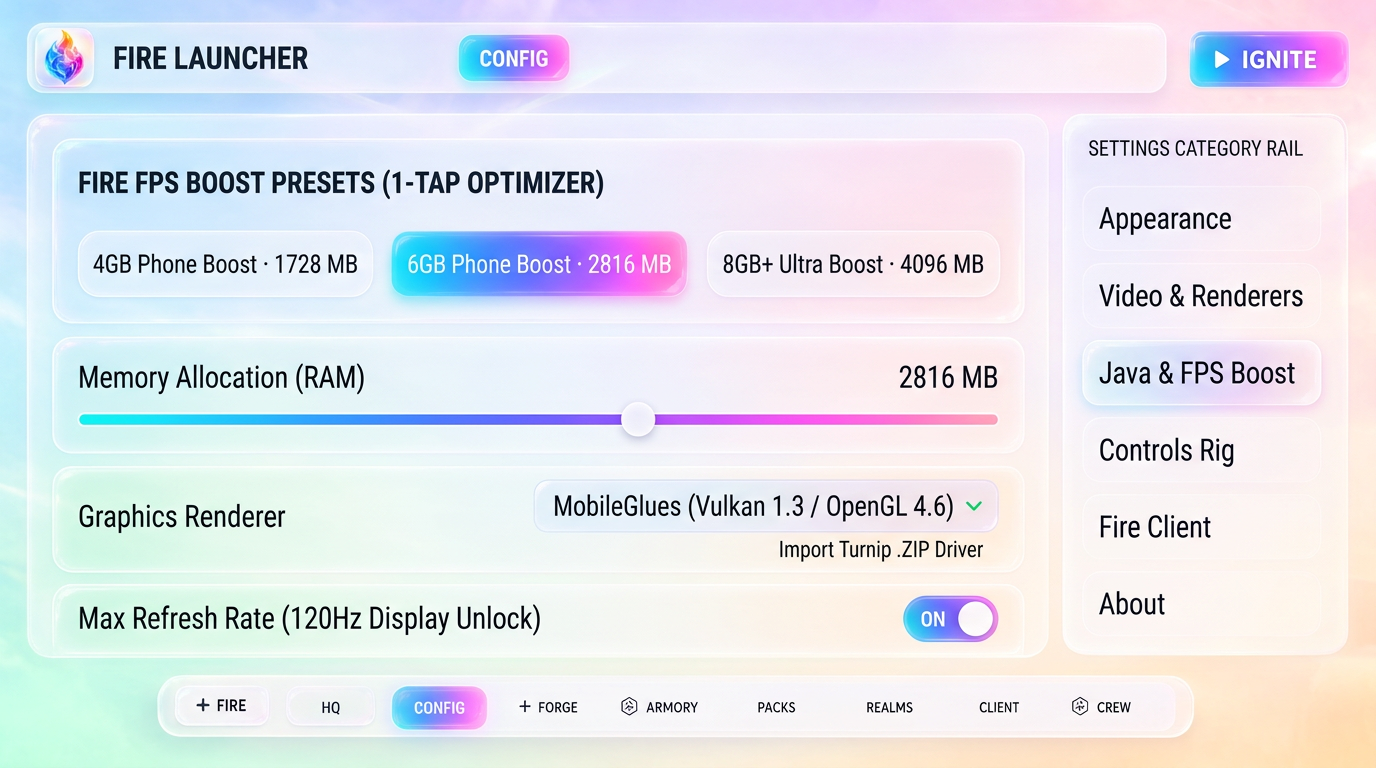 FIRE LAUNCHER
CONFIG
IGNITE
FIRE FPS BOOST PRESETS (1-TAP OPTIMIZER)
4GB Phone Boost · 1728 MB
6GB Phone Boost · 2816 MB
8GB+ Ultra Boost · 4096 MB
Memory Allocation (RAM)
2816 MB
Graphics Renderer
MobileGlues (Vulkan 1.3 / OpenGL 4.6)
Import Turnip .ZIP Driver
Max Refresh Rate (120Hz Display Unlock)
ON
SETTINGS CATEGORY RAIL
Appearance
Video & Renderers
Java & FPS Boost
Controls Rig
Fire Client
About
FIRE
HQ
CONFIG
FORGE
ARMORY
PACKS
REALMS
CLIENT
CREW